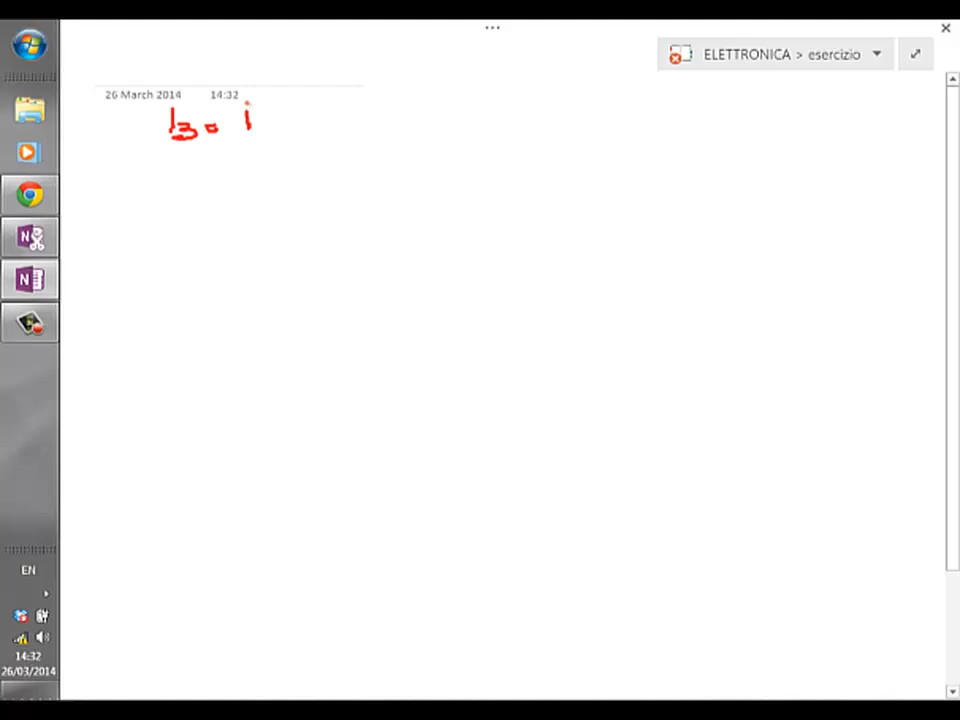 ELETTRONICA > esercizio
26 March 2014 14:32
EN
14:32
26/03/2014